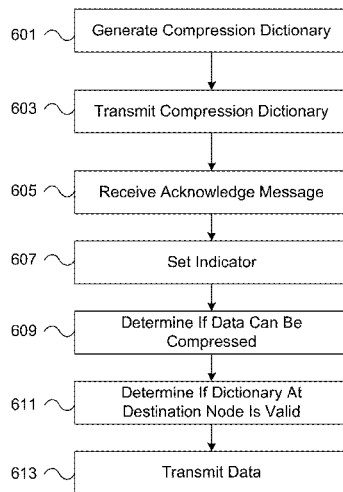 601
Generate Compression Dictionary
603
Transmit Compression Dictionary
605
Receive Acknowledge Message
607
Set Indicator
609
Determine If Data Can Be
Compressed
611
Determine If Dictionary At
Destination Node Is Valid
613
Transmit Data